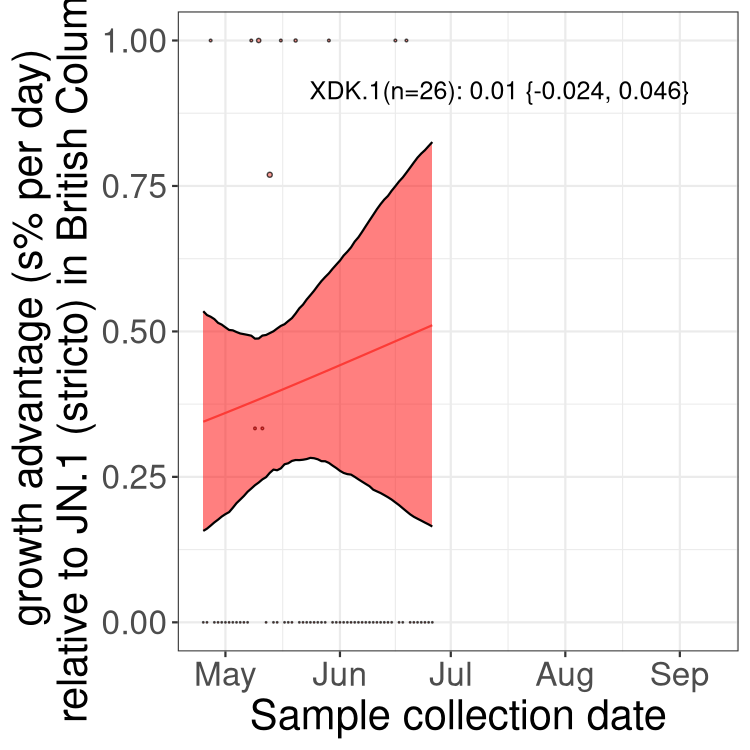 growth advantage (s% per day)
relative to JN.1 (stricto) in British Colum
1.00
0.75
0.50
0.25
0.00
XDK.1(n=26): 0.01 {-0.024, 0.046}
May Jun Jul Aug Sep
Sample collection date